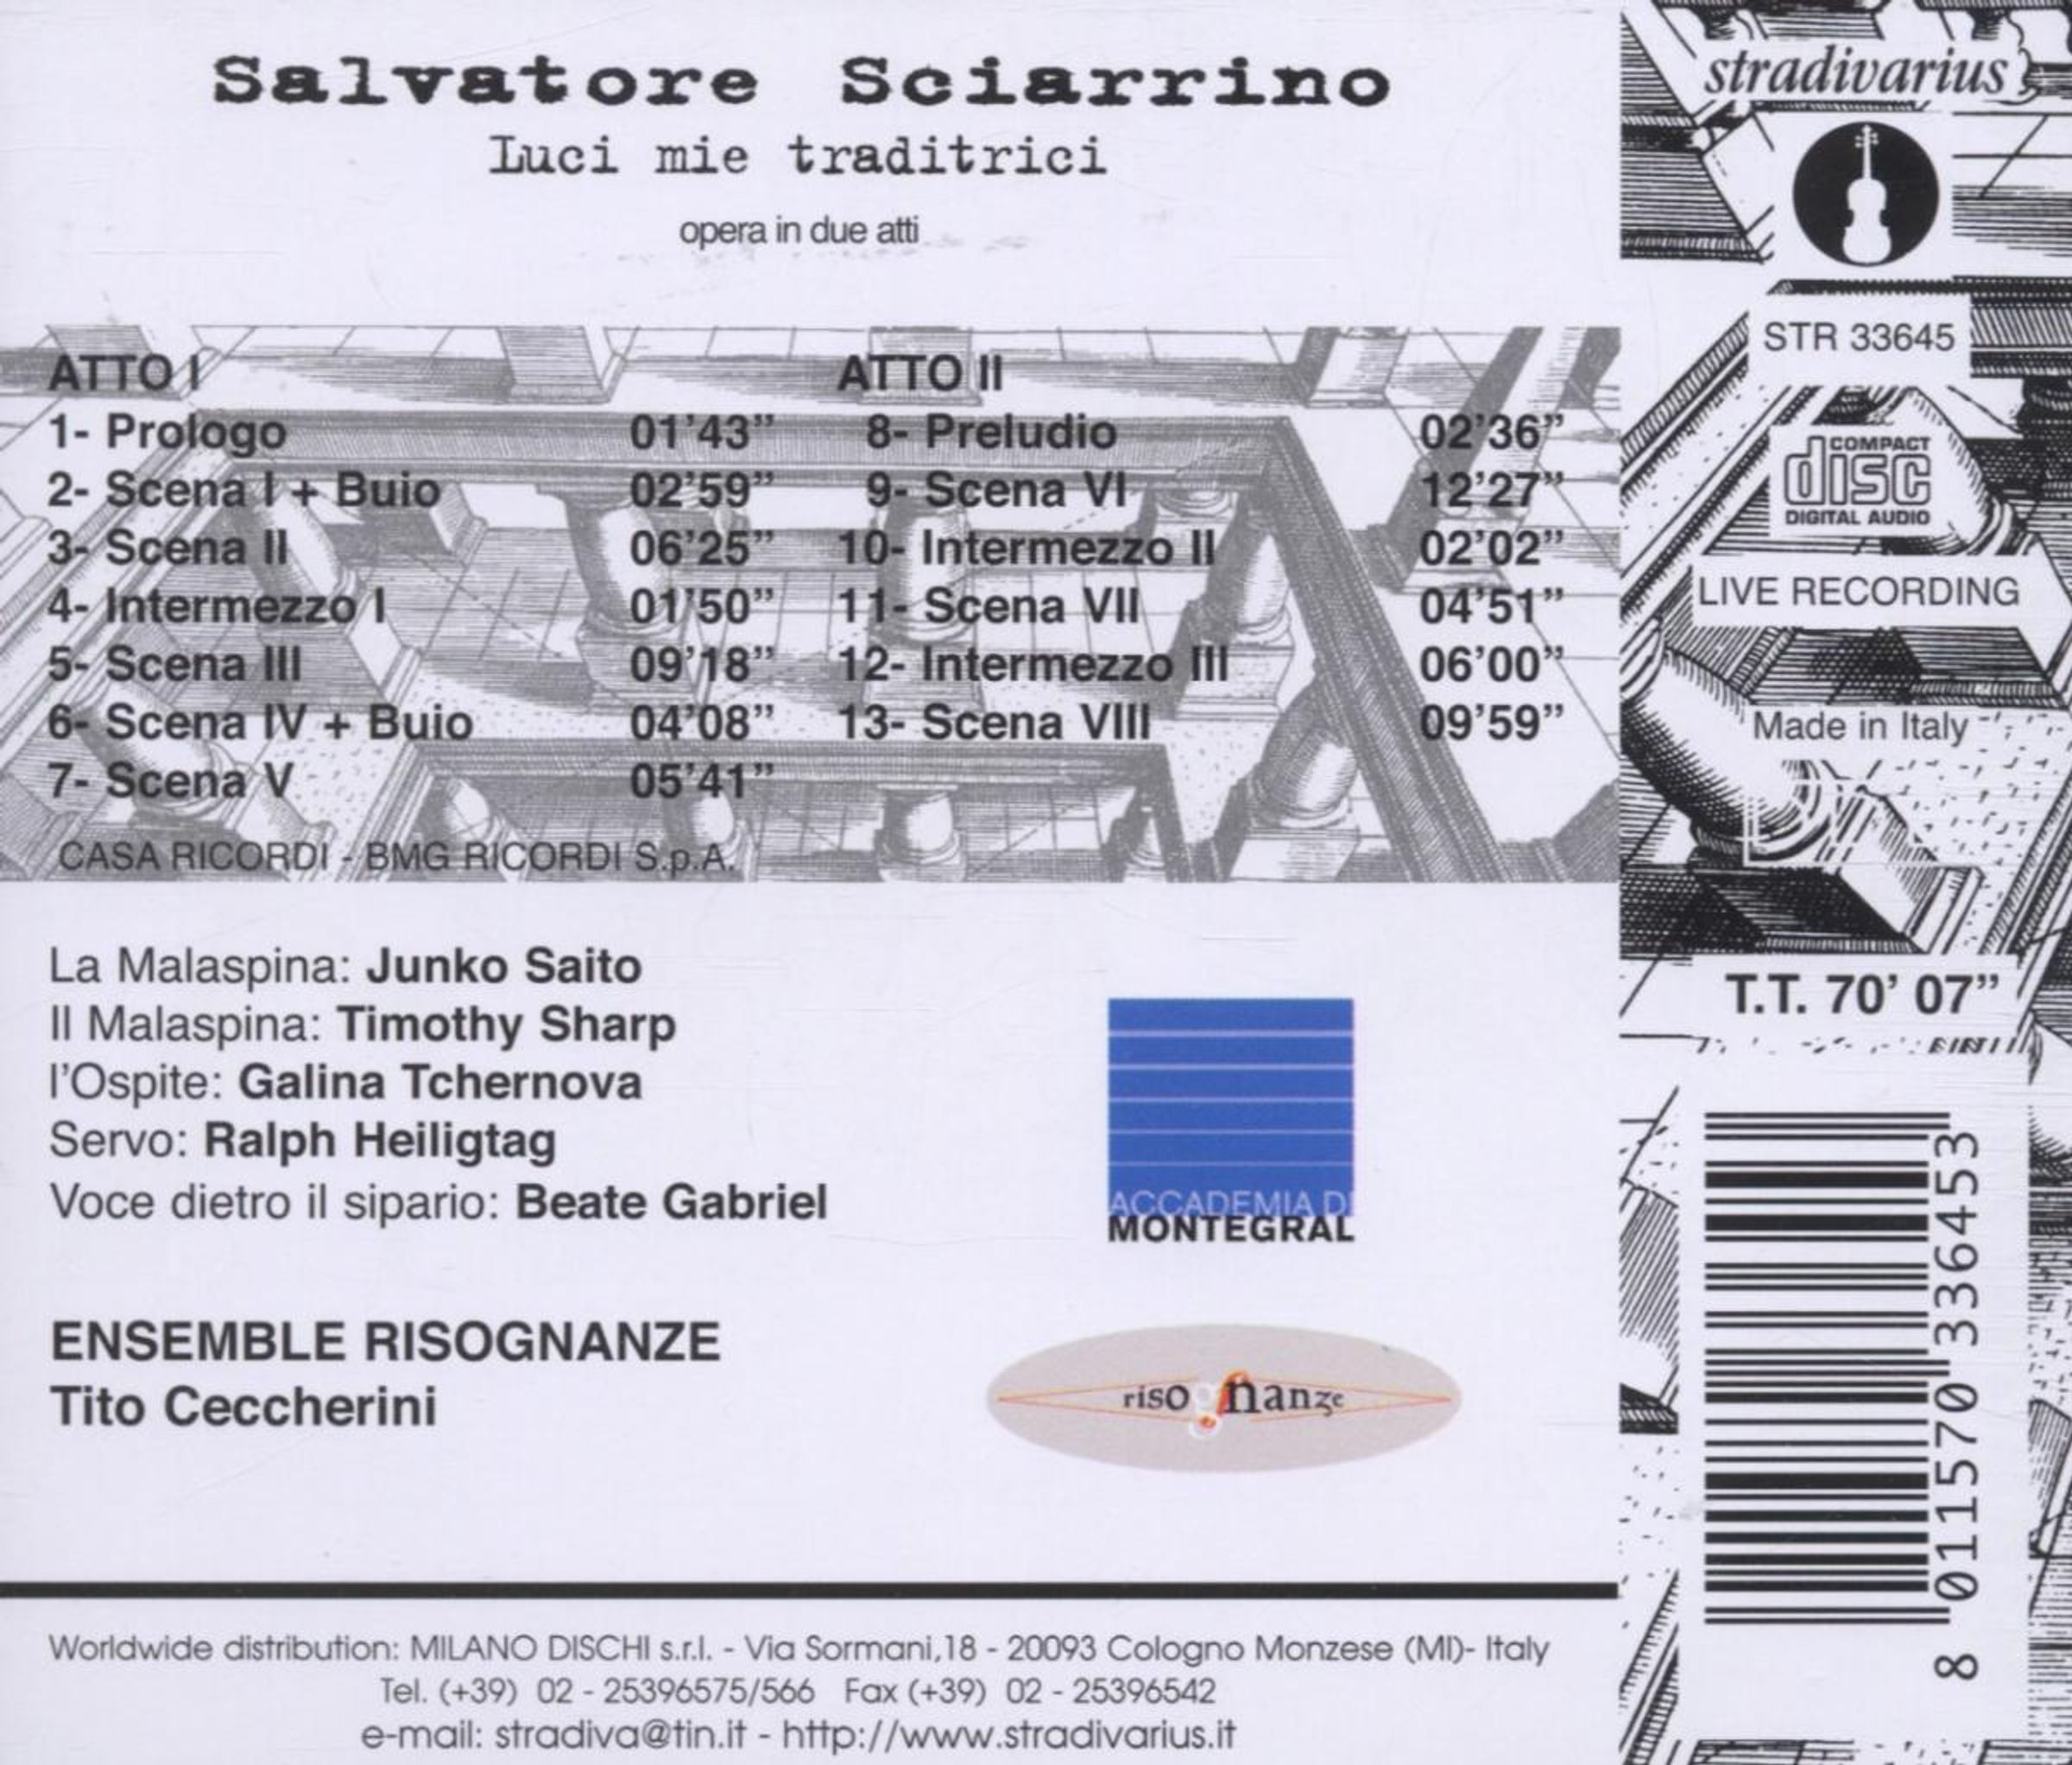 Salvatore Sciarrino
Luci mie traditrici
opera in due atti
ATTO I
1- Prologo 01'43”
2- Scena I + Buio 02'59”
3- Scena II 06'25”
4- Intermezzo I 01'50”
5- Scena III 09'18”
6- Scena IV + Buio 04'08”
7- Scena V 05'41”
CASA RICORDI - BMG RICORDI S.p.A.
ATTO II
8- Preludio 02'36”
9- Scena VI 12'27”
10- Intermezzo II 02'02”
11- Scena VII 04'51”
12- Intermezzo III 06'00”
13- Scena VIII 09'59”
La Malaspina: Junko Saito
Il Malaspina: Timothy Sharp
l'Ospite: Galina Tchernova
Servo: Ralph Heiligtag
Voce dietro il sipario: Beate Gabriel
ENSEMBLE RISOGNANZE
Tito Ceccherini
ACCADEMIA DI
MONTEGRAL
risognanze
Worldwide distribution: MILANO DISCHI s.r.l. - Via Sormani,18 - 20093 Cologno Monzese (MI)- Italy
Tel. (+39) 02 - 25396575/566 Fax (+39) 02 - 25396542
e-mail: stradiva@tin.it - http://www.stradivarius.it
stradivarius
STR 33645
COMPACT
disc
DIGITAL AUDIO
LIVE RECORDING
Made in Italy
T.T. 70' 07”
8 011570 336453